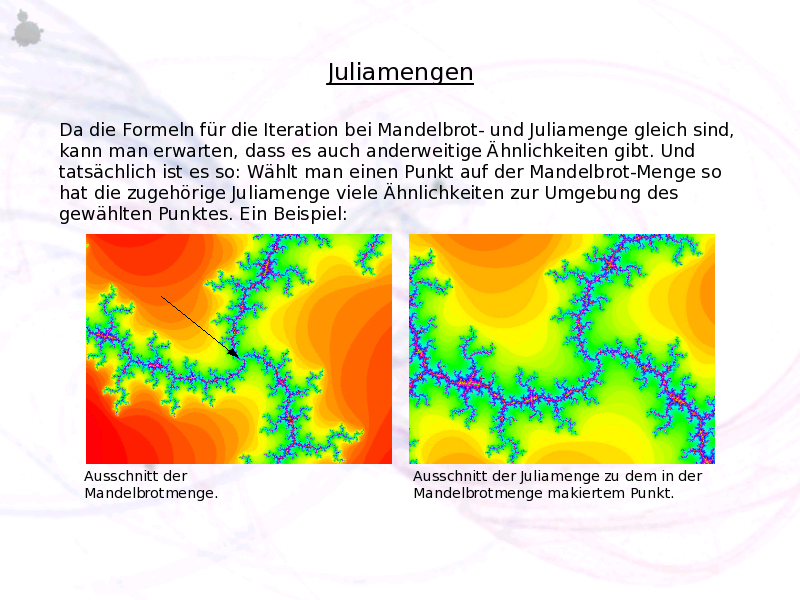 Juliamengen
Da die Formeln für die Iteration bei Mandelbrot- und Juliamenge gleich sind,
kann man erwarten, dass es auch anderweitige Ähnlichkeiten gibt. Und
tatsächlich ist es so: Wählt man einen Punkt auf der Mandelbrot-Menge so
hat die zugehörige Juliamenge viele Ähnlichkeiten zur Umgebung des
gewählten Punktes. Ein Beispiel:
Ausschnitt der
Mandelbrotmenge.
Ausschnitt der Juliamenge zu dem in der
Mandelbrotmenge makiertem Punkt.